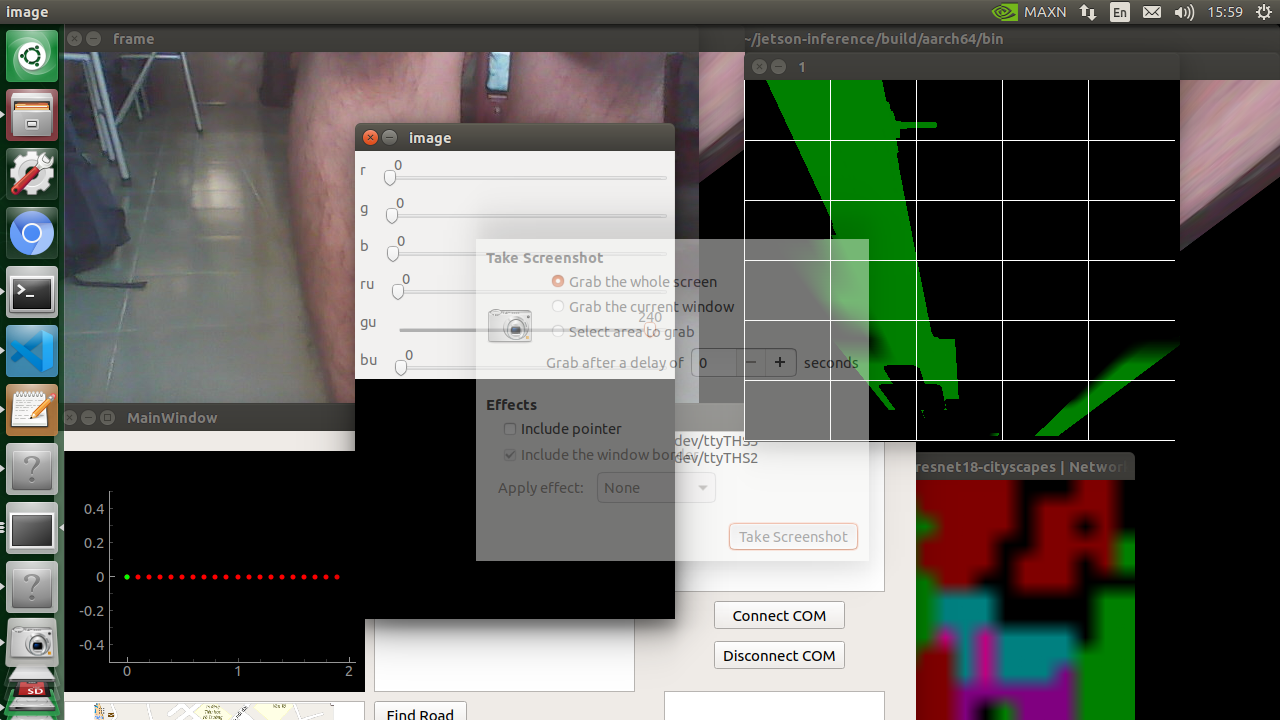 image
MAXN
En
15:59
frame
~/jetson-inference/build/aarch64/bin
1
image
r 0
g 0
b 0
ru 0
gu 240
bu 0
Take Screenshot
Grab the whole screen
Grab the current window
Select area to grab
Grab after a delay of 0 seconds
Effects
Include pointer
Include the window border
Apply effect: None
Take Screenshot
MainWindow
dev/ttyTHS2
resnet18-cityscapes | Networ
0.4
0.2
0
-0.2
-0.4
0 1 2
Connect COM
Disconnect COM
Find Road
SD